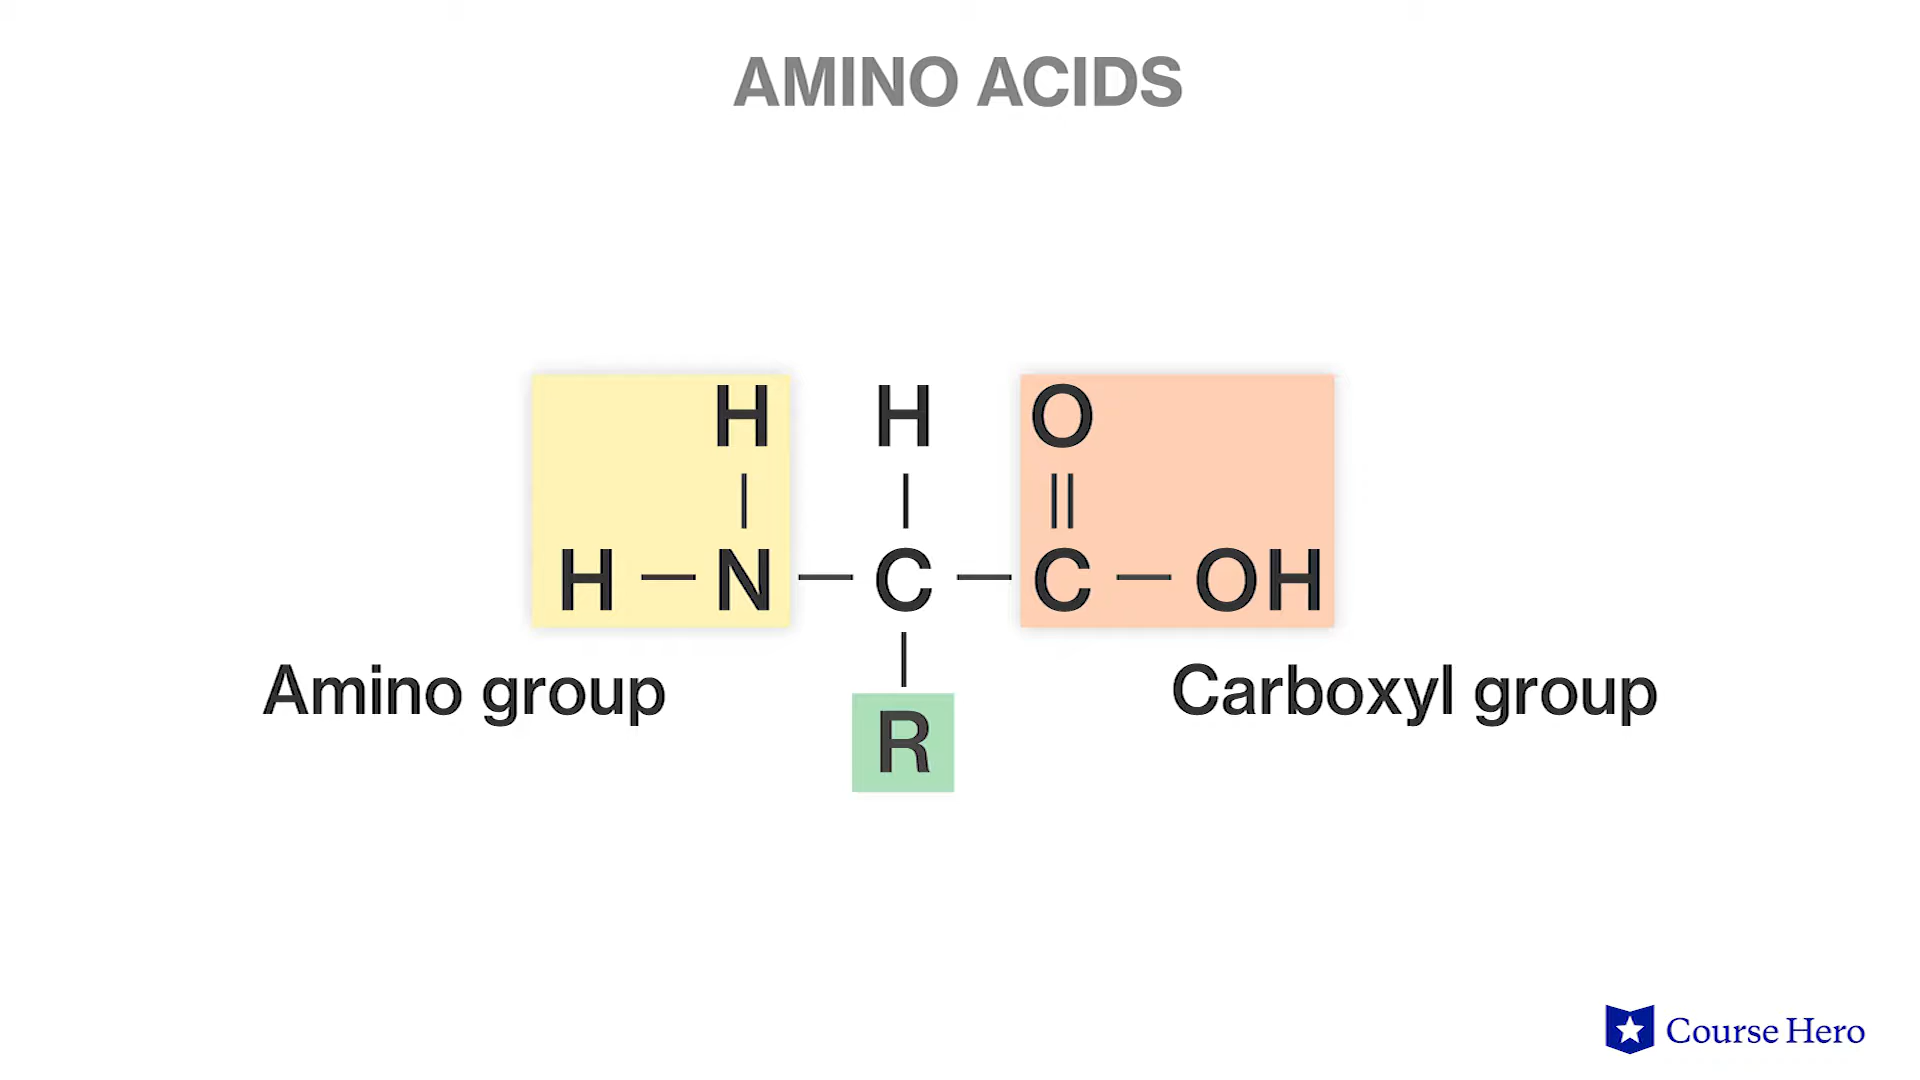 AMINO ACIDS
H H O
H — N — C — C — OH
Amino group
Carboxyl group
R
Course Hero